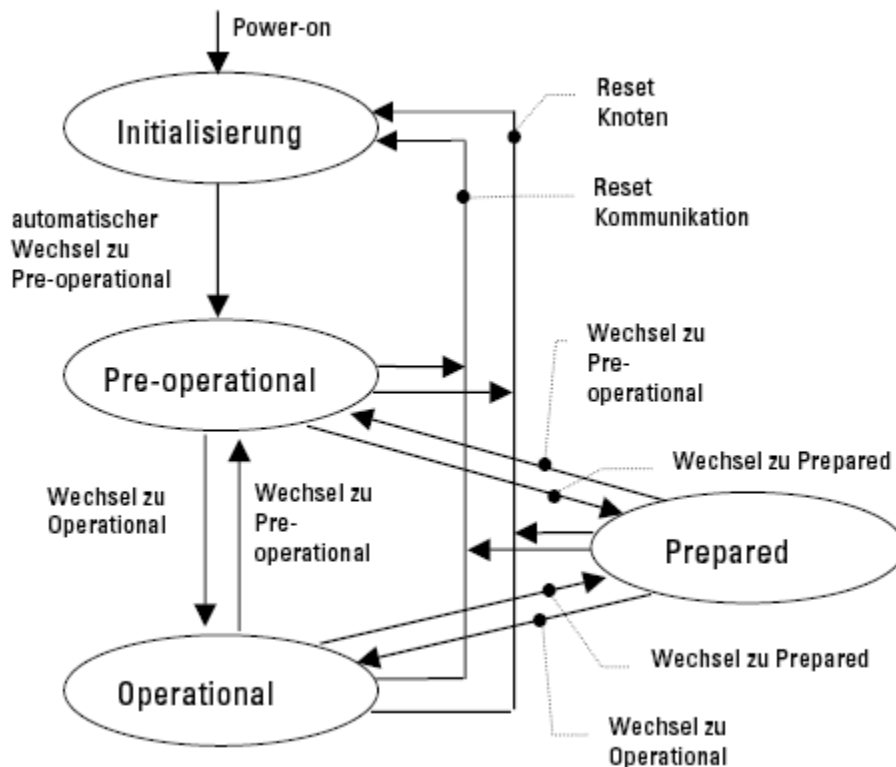 Power-on
Reset
Knoten
Initialisierung
Reset
Kommunikation
automatischer
Wechsel zu
Pre-operational
Wechsel zu
Pre-
operational
Pre-operational
Wechsel zu Prepared
Wechsel zu
Operational
Wechsel zu
Pre-
operational
Prepared
Wechsel zu Prepared
Operational
Wechsel zu
Operational